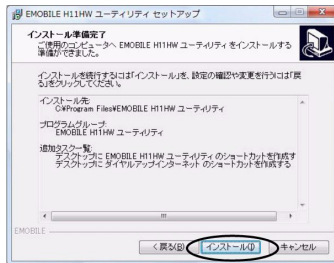 EMOBILE H11HW ユーティリティ セットアップ
インストール準備完了
ご使用のコンピュータへ EMOBILE H11HW ユーティリティ をインストールする
準備ができました。
インストールを続行するには「インストール」を、設定の確認や変更を行うには「戻
る」をクリックしてください。
インストール先:
C:¥Program Files¥EMOBILE H11HW ユーティリティ
プログラムグループ:
EMOBILE H11HW ユーティリティ
追加タスク一覧:
デスクトップに EMOBILE H11HW ユーティリティ のショートカットを作成す
デスクトップに ダイヤルアップインターネット のショートカットを作成する
EMOBILE
< 戻る(B)
インストール(I)
キャンセル